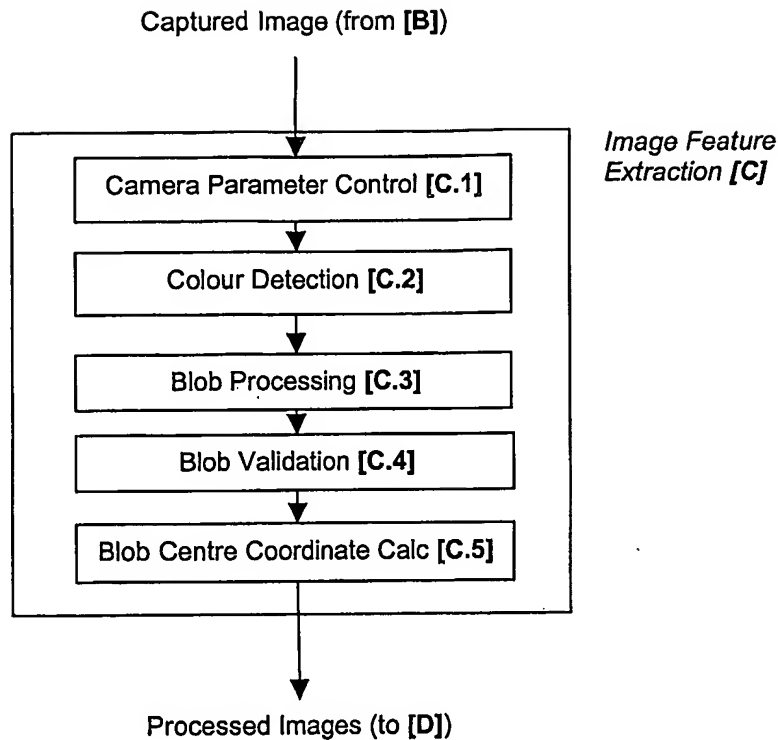 Captured Image (from [B])
Image Feature
Extraction [C]
Camera Parameter Control [C.1]
Colour Detection [C.2]
Blob Processing [C.3]
Blob Validation [C.4]
Blob Centre Coordinate Calc [C.5]
Processed Images (to [D])